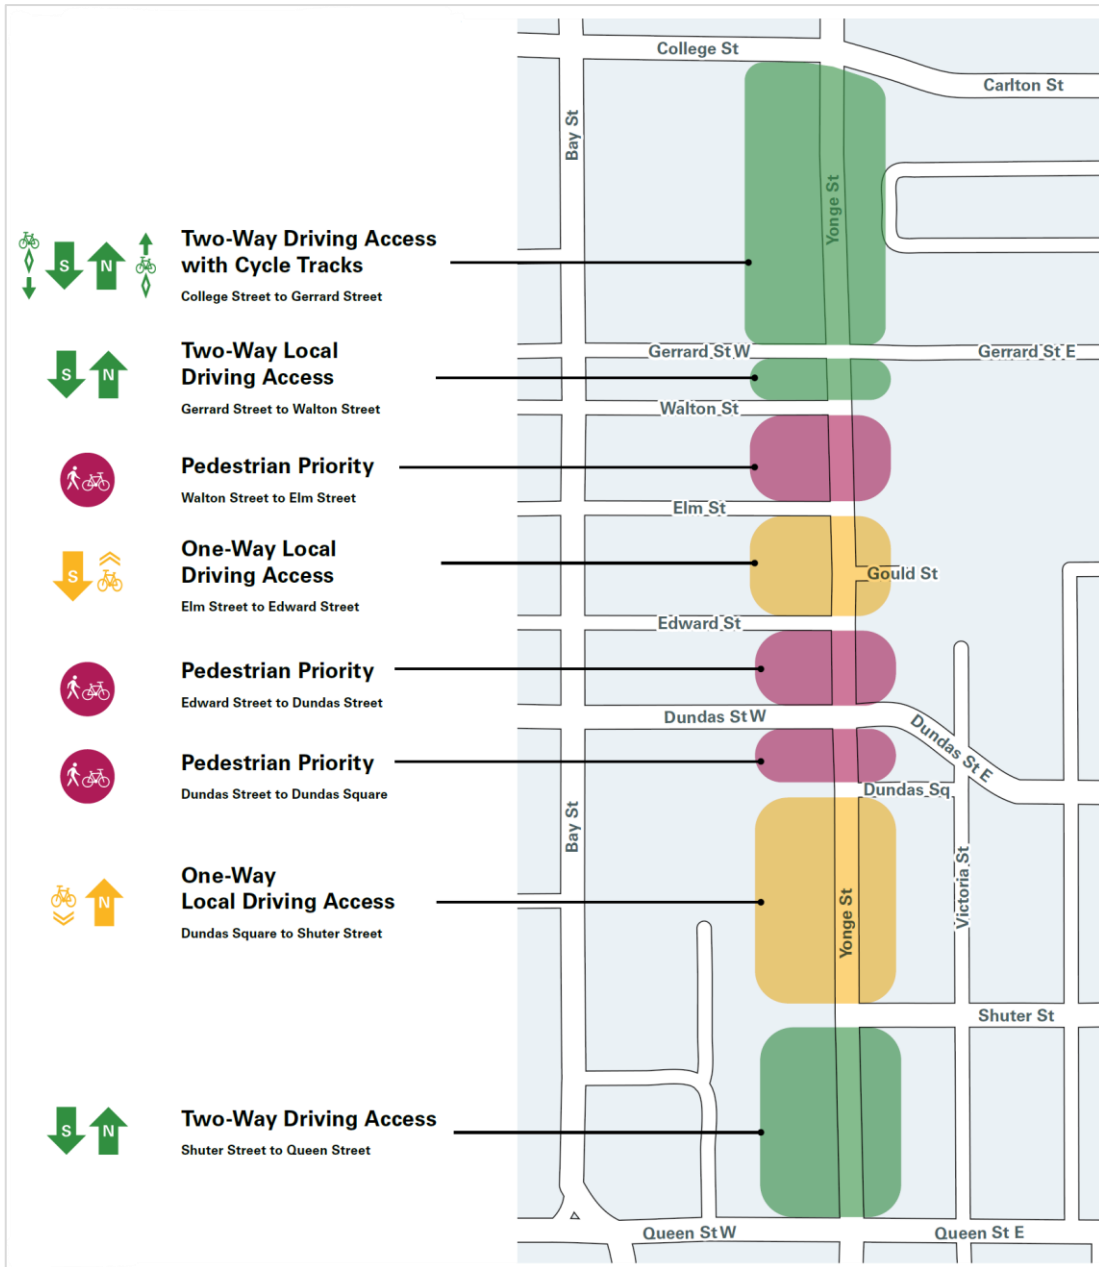 College St
Carlton St
Bay St
Yonge St
S
N
Two-Way Driving Access
with Cycle Tracks
College Street to Gerrard Street
Gerrard St W
Gerrard St E
S
N
Two-Way Local
Driving Access
Gerrard Street to Walton Street
Walton St
Pedestrian Priority
Walton Street to Elm Street
Elm St
S
One-Way Local
Driving Access
Elm Street to Edward Street
Gould St
Edward St
Pedestrian Priority
Edward Street to Dundas Street
Dundas St W
Dundas St E
Pedestrian Priority
Dundas Street to Dundas Square
Dundas Sq
Bay St
Victoria St
N
One-Way
Local Driving Access
Dundas Square to Shuter Street
Yonge St
Shuter St
S
N
Two-Way Driving Access
Shuter Street to Queen Street
Queen St W
Queen St E